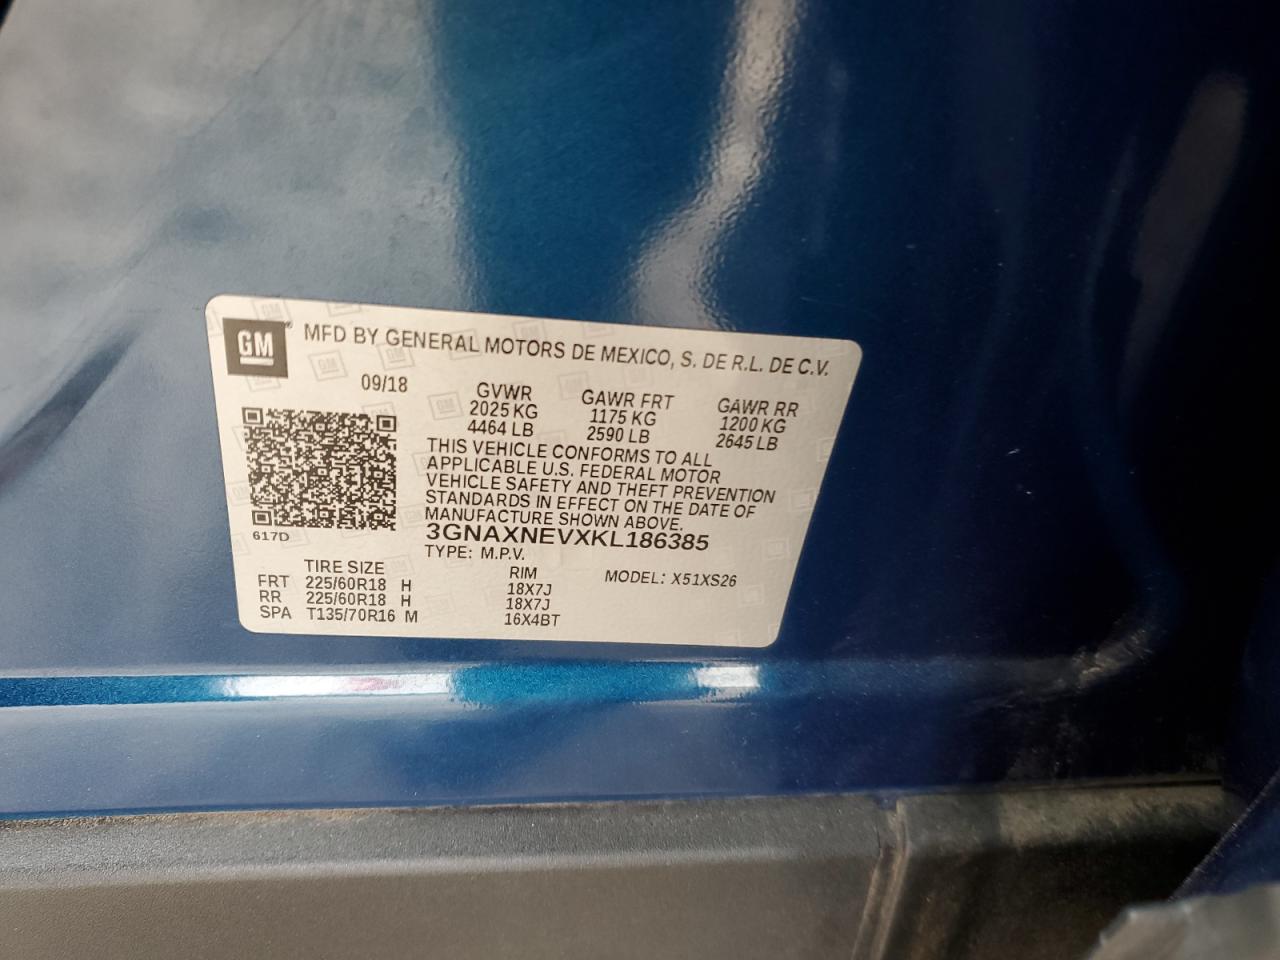 GM
MFD BY GENERAL MOTORS DE MEXICO, S. DE R.L. DE C.V.
09/18
GVWR GAWR FRT GAWR RR
2025 KG 1175 KG 1200 KG
4464 LB 2590 LB 2645 LB
THIS VEHICLE CONFORMS TO ALL
APPLICABLE U.S. FEDERAL MOTOR
VEHICLE SAFETY AND THEFT PREVENTION
STANDARDS IN EFFECT ON THE DATE OF
MANUFACTURE SHOWN ABOVE.
617D
3GNAXNEVXKL186385
TYPE: M.P.V.
TIRE SIZE RIM MODEL: X51XS26
FRT 225/60R18 H 18X7J
RR 225/60R18 H 18X7J
SPA T135/70R16 M 16X4BT